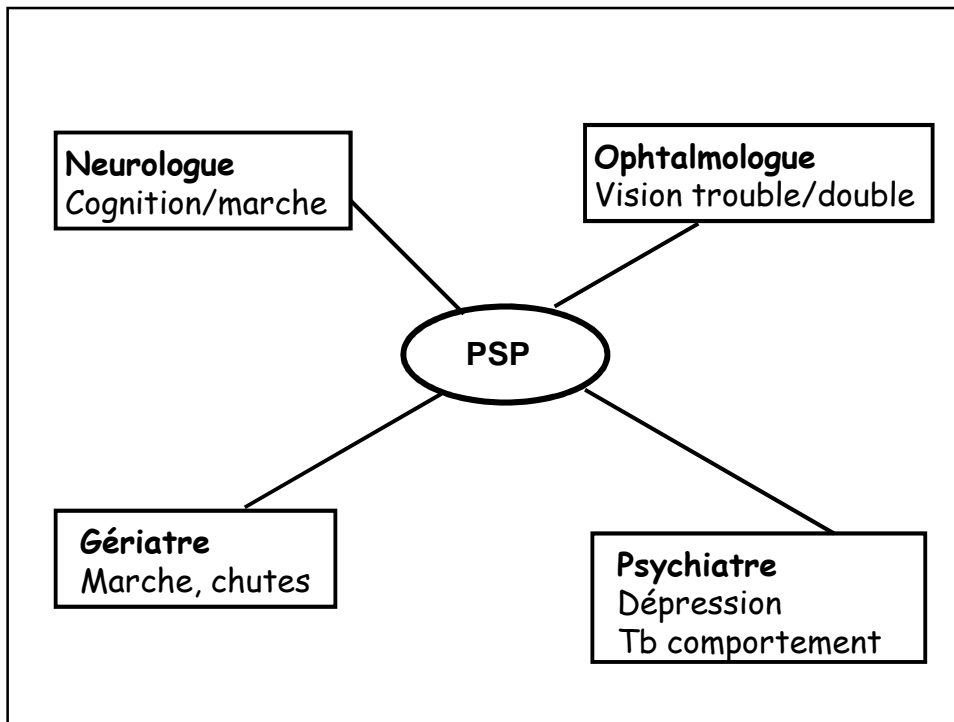 Neurologue
Cognition/marche
Ophtalmologue
Vision trouble/double
PSP
Gériatre
Marche, chutes
Psychiatre
Dépression
Tb comportement